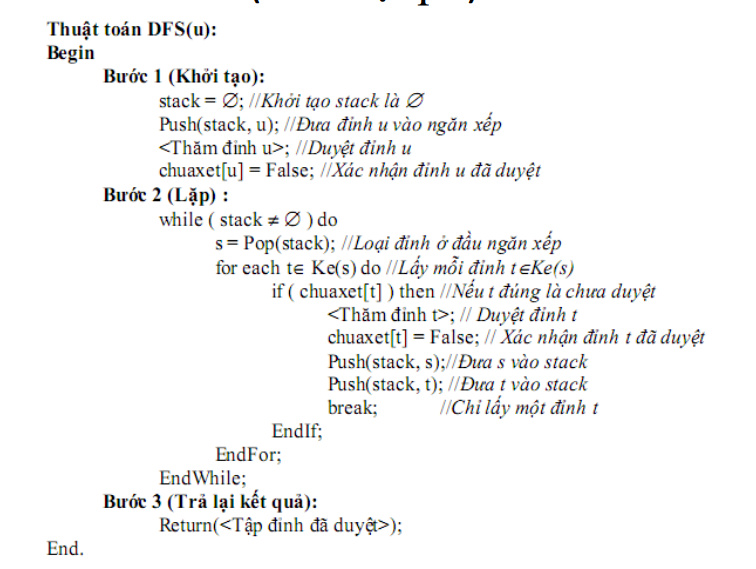 Thuật toán DFS(u):
Begin
Bước 1 (Khởi tạo):
stack = ∅; //Khởi tạo stack là ∅
Push(stack, u); //Đưa đỉnh u vào ngăn xếp
<Thăm đỉnh u>; //Duyệt đỉnh u
chuaxet[u] = False; //Xác nhận đỉnh u đã duyệt
Bước 2 (Lặp) :
while ( stack ≠ ∅ ) do
s = Pop(stack); //Loại đỉnh ở đầu ngăn xếp
for each t∈ Ke(s) do //Lấy mỗi đỉnh t∈Ke(s)
if ( chuaxet[t] ) then //Nếu t đúng là chưa duyệt
<Thăm đỉnh t>; // Duyệt đỉnh t
chuaxet[t] = False; // Xác nhận đỉnh t đã duyệt
Push(stack, s);//Đưa s vào stack
Push(stack, t); //Đưa t vào stack
break; //Chỉ lấy một đỉnh t
EndIf;
EndFor;
EndWhile;
Bước 3 (Trả lại kết quả):
Return(<Tập đỉnh đã duyệt>);
End.